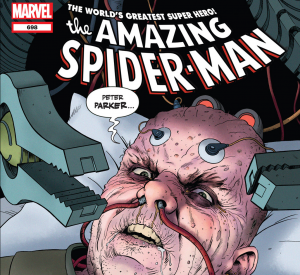 MARVEL
698
THE WORLD'S GREATEST SUPER HERO!
the AMAZING
SPIDER-MAN
PETER
PARKER...